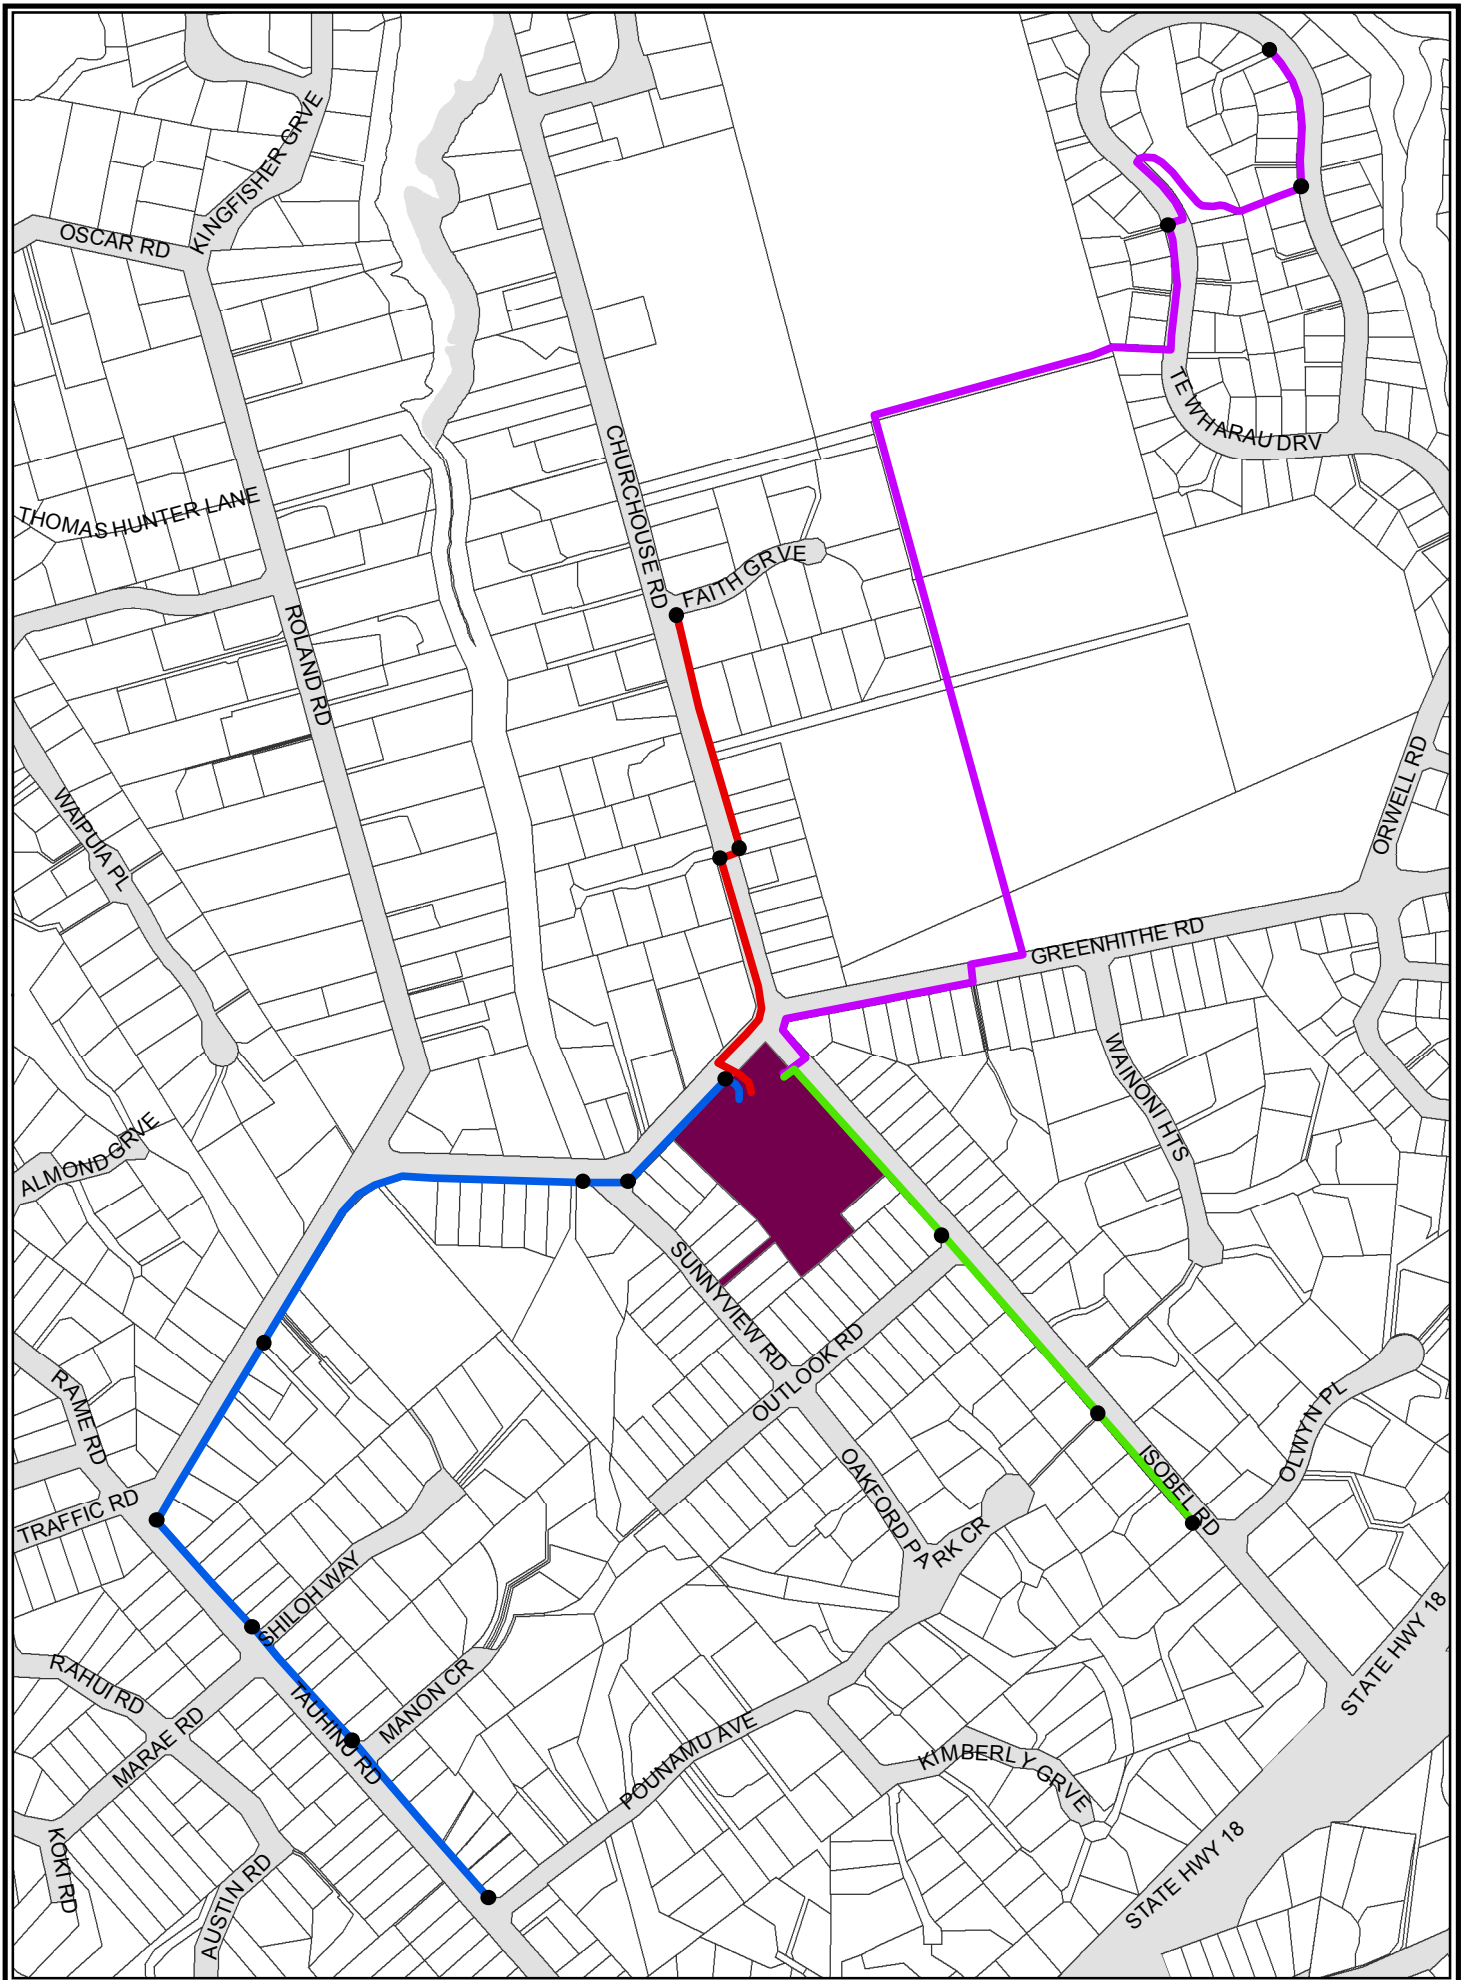 KINGFISHER GRVE
OSCAR RD
CHURCHOUSE RD
TE WHARAU DRV
THOMAS HUNTER LANE
FAITH GRVE
ROLAND RD
WAIPUIA PL
ORWELL RD
GREENHITHE RD
WAINONI HTS
ALMOND GRVE
SUNNYVIEW RD
OUTLOOK RD
RAME RD
OLWYN PL
OAKFORD PARK CR
ISOBEL RD
TRAFFIC RD
SHILOH WAY
STATE HWY 18
RAHUI RD
MARAE RD
TAUHINU RD
MANON CR
POUNAMU AVE
KIMBERLY GRVE
KOKI RD
AUSTIN RD
STATE HWY 18